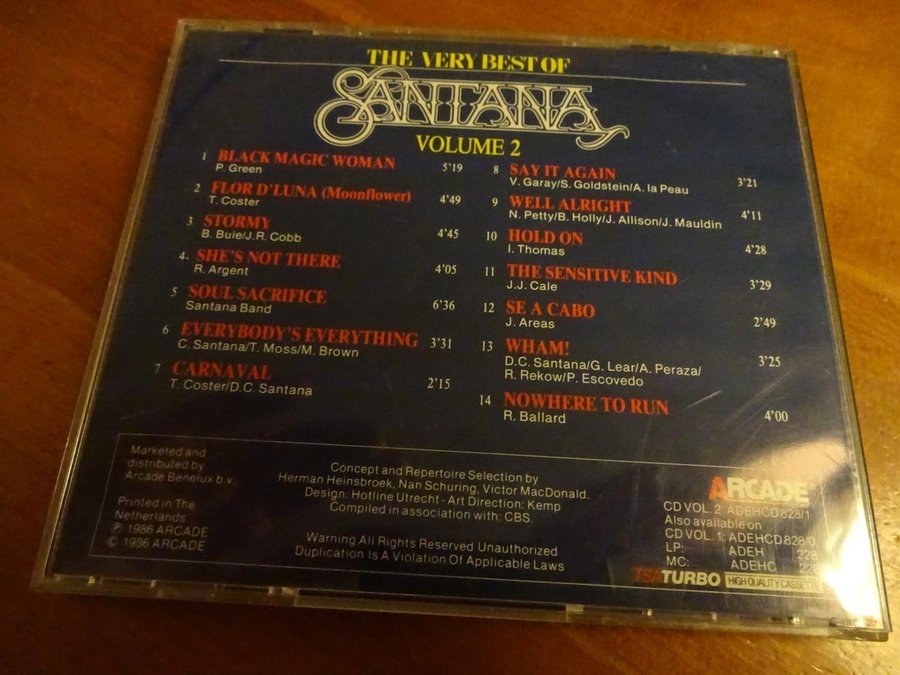 THE VERY BEST OF
SANTANA
VOLUME 2
1 BLACK MAGIC WOMAN 5'19
P. Green
2 FLOR D'LUNA (Moonflower) 4'49
T. Coster
3 STORMY 4'45
B. Buie/J.R. Cobb
4 SHE'S NOT THERE 4'05
R. Argent
5 SOUL SACRIFICE 6'36
Santana Band
6 EVERYBODY'S EVERYTHING 3'31
C. Santana/T. Moss/M. Brown
7 CARNAVAL 2'15
T. Coster/D.C. Santana
8 SAY IT AGAIN 3'21
V. Garay/S. Goldstein/A. la Peau
9 WELL ALRIGHT 4'11
N. Petty/B. Holly/J. Allison/J. Mauldin
10 HOLD ON 4'28
I. Thomas
11 THE SENSITIVE KIND 3'29
J.J. Cale
12 SE A CABO 2'49
J. Areas
13 WHAM! 3'25
D.C. Santana/G. Lear/A. Peraza/
R. Rekow/P. Escovedo
14 NOWHERE TO RUN 4'00
R. Ballard
Marketed and
distributed by
Arcade Benelux b.v.
Printed in The
Netherlands
Ⓟ 1986 ARCADE
© 1986 ARCADE
Concept and Repertoire Selection by
Herman Heinsbroek, Nan Schuring, Victor MacDonald.
Design: Hotline Utrecht - Art Direction: Kemp
Compiled in association with: CBS.
Warning All Rights Reserved Unauthorized
Duplication Is A Violation Of Applicable Laws
ARCADE
CD VOL. 2 ADEHCD 828/1
Also available on
CD VOL. 1: ADEHCD 828/0
LP: ADEH 228
MC: ADEHC 228
TURBO HIGH QUALITY CASSETTE